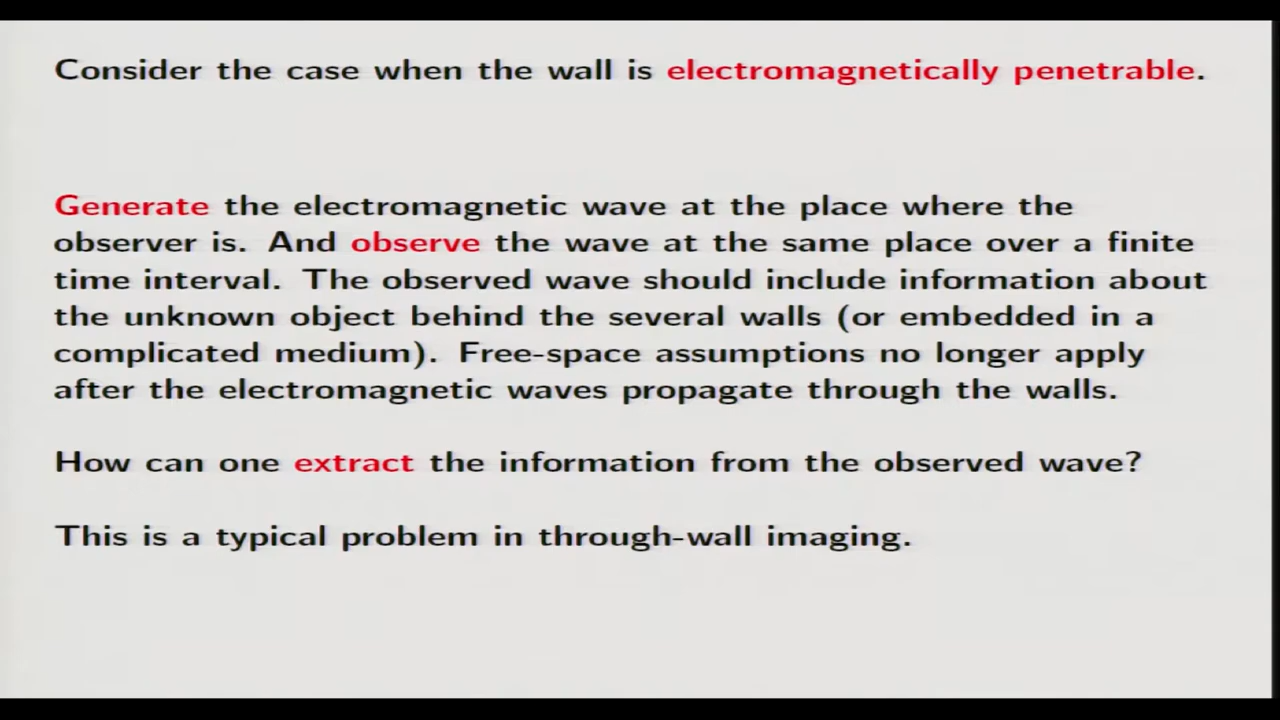 Consider the case when the wall is electromagnetically penetrable.
Generate the electromagnetic wave at the place where the
observer is. And observe the wave at the same place over a finite
time interval. The observed wave should include information about
the unknown object behind the several walls (or embedded in a
complicated medium). Free-space assumptions no longer apply
after the electromagnetic waves propagate through the walls.
How can one extract the information from the observed wave?
This is a typical problem in through-wall imaging.